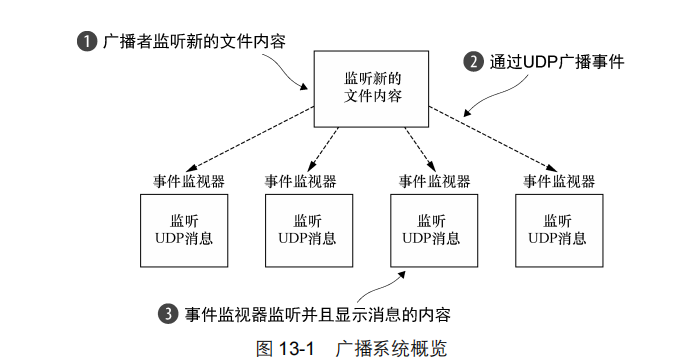 ❶ 广播者监听新的文件内容
❷ 通过UDP广播事件
监听新的
文件内容
事件监视器 事件监视器 事件监视器 事件监视器
监听 监听 监听 监听
UDP消息 UDP消息 UDP消息 UDP消息
❸ 事件监视器监听并且显示消息的内容
图 13-1 广播系统概览